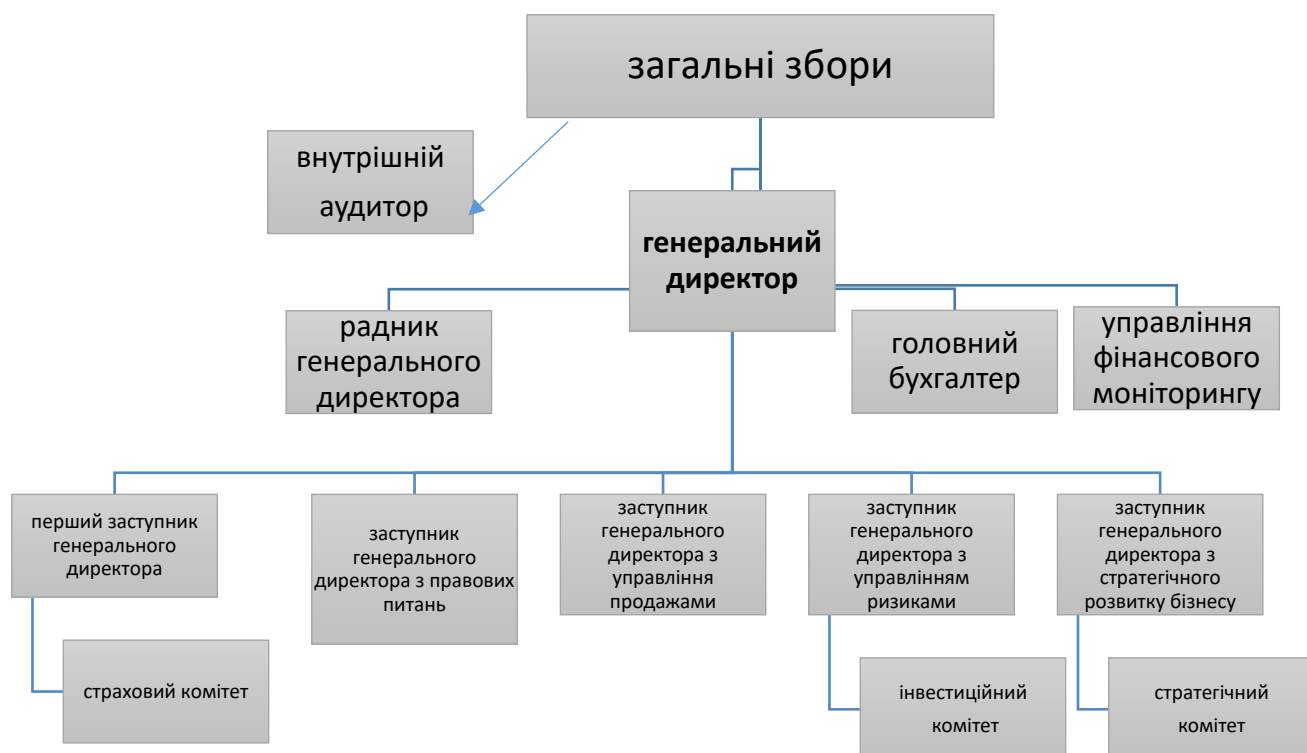 загальні збори
внутрішній
аудитор
генеральний
директор
радник
генерального
директора
головний
бухгалтер
управління
фінансового
моніторингу
перший заступник
генерального
директора
заступник
генерального
директора з правових
питань
заступник
генерального
директора з
управління
продажами
заступник
генерального
директора з
управлінням
ризиками
заступник
генерального
директора з
стратегічного
розвитку бізнесу
страховий комітет
інвестиційний
комітет
стратегічний
комітет